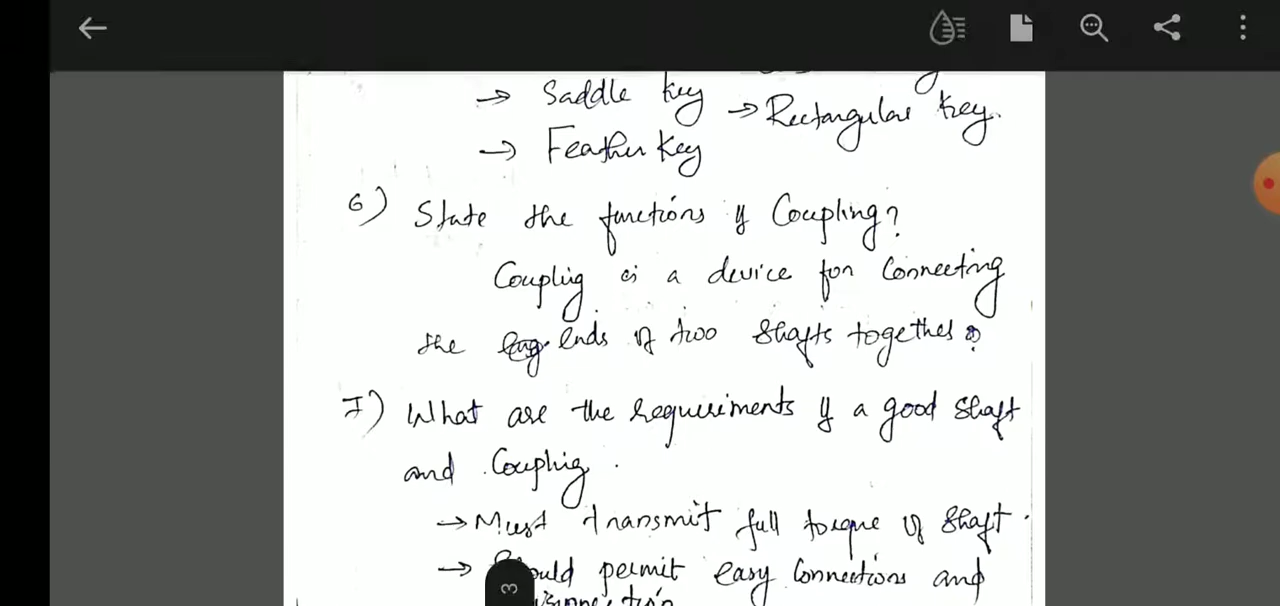 → Saddle key → Rectangular key.
→ Feather key
6) State the functions of Coupling?
Coupling is a device for connecting
the ends of two shafts together.
7) What are the requirements of a good shaft
and Coupling.
→ Must transmit full torque of shaft.
→ Should permit easy connections and
3